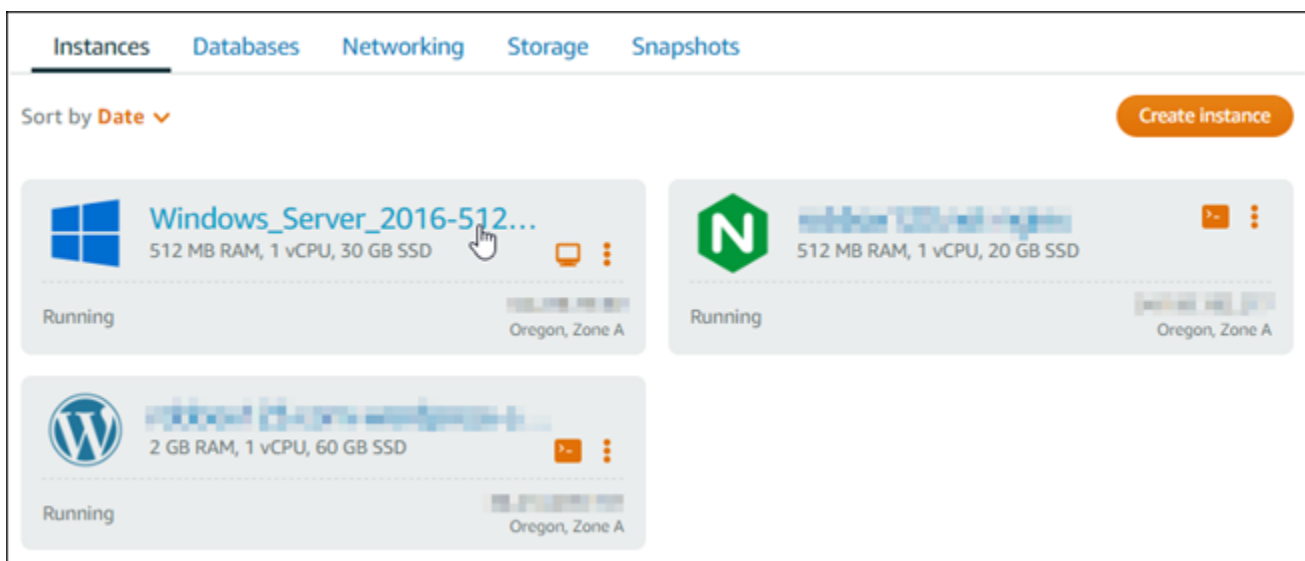 Instances Databases Networking Storage Snapshots
Sort by Date
Create instance
Windows_Server_2016-512...
512 MB RAM, 1 vCPU, 30 GB SSD
Running
Oregon, Zone A
N
512 MB RAM, 1 vCPU, 20 GB SSD
Running
Oregon, Zone A
W
2 GB RAM, 1 vCPU, 60 GB SSD
Running
Oregon, Zone A